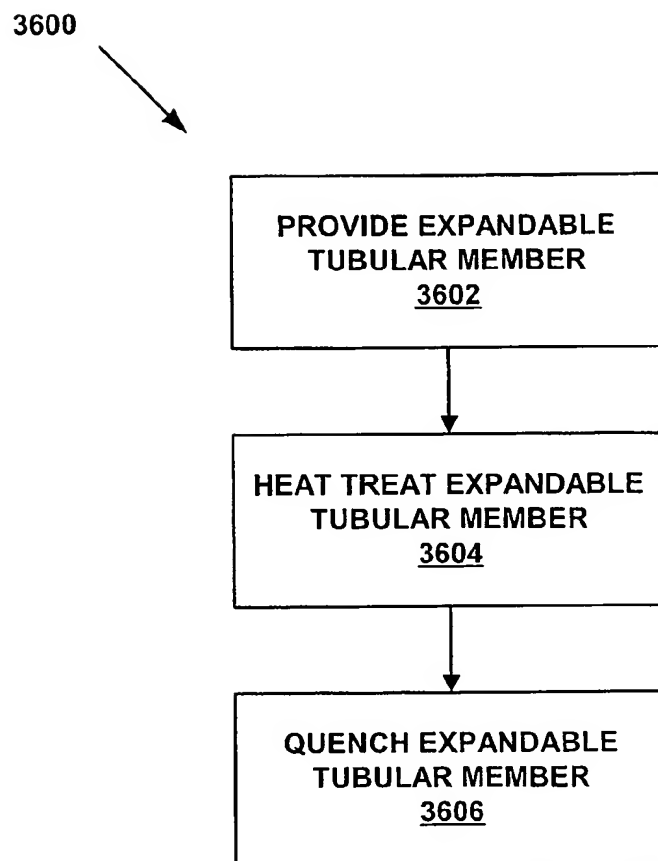 3600
PROVIDE EXPANDABLE
TUBULAR MEMBER
3602
HEAT TREAT EXPANDABLE
TUBULAR MEMBER
3604
QUENCH EXPANDABLE
TUBULAR MEMBER
3606